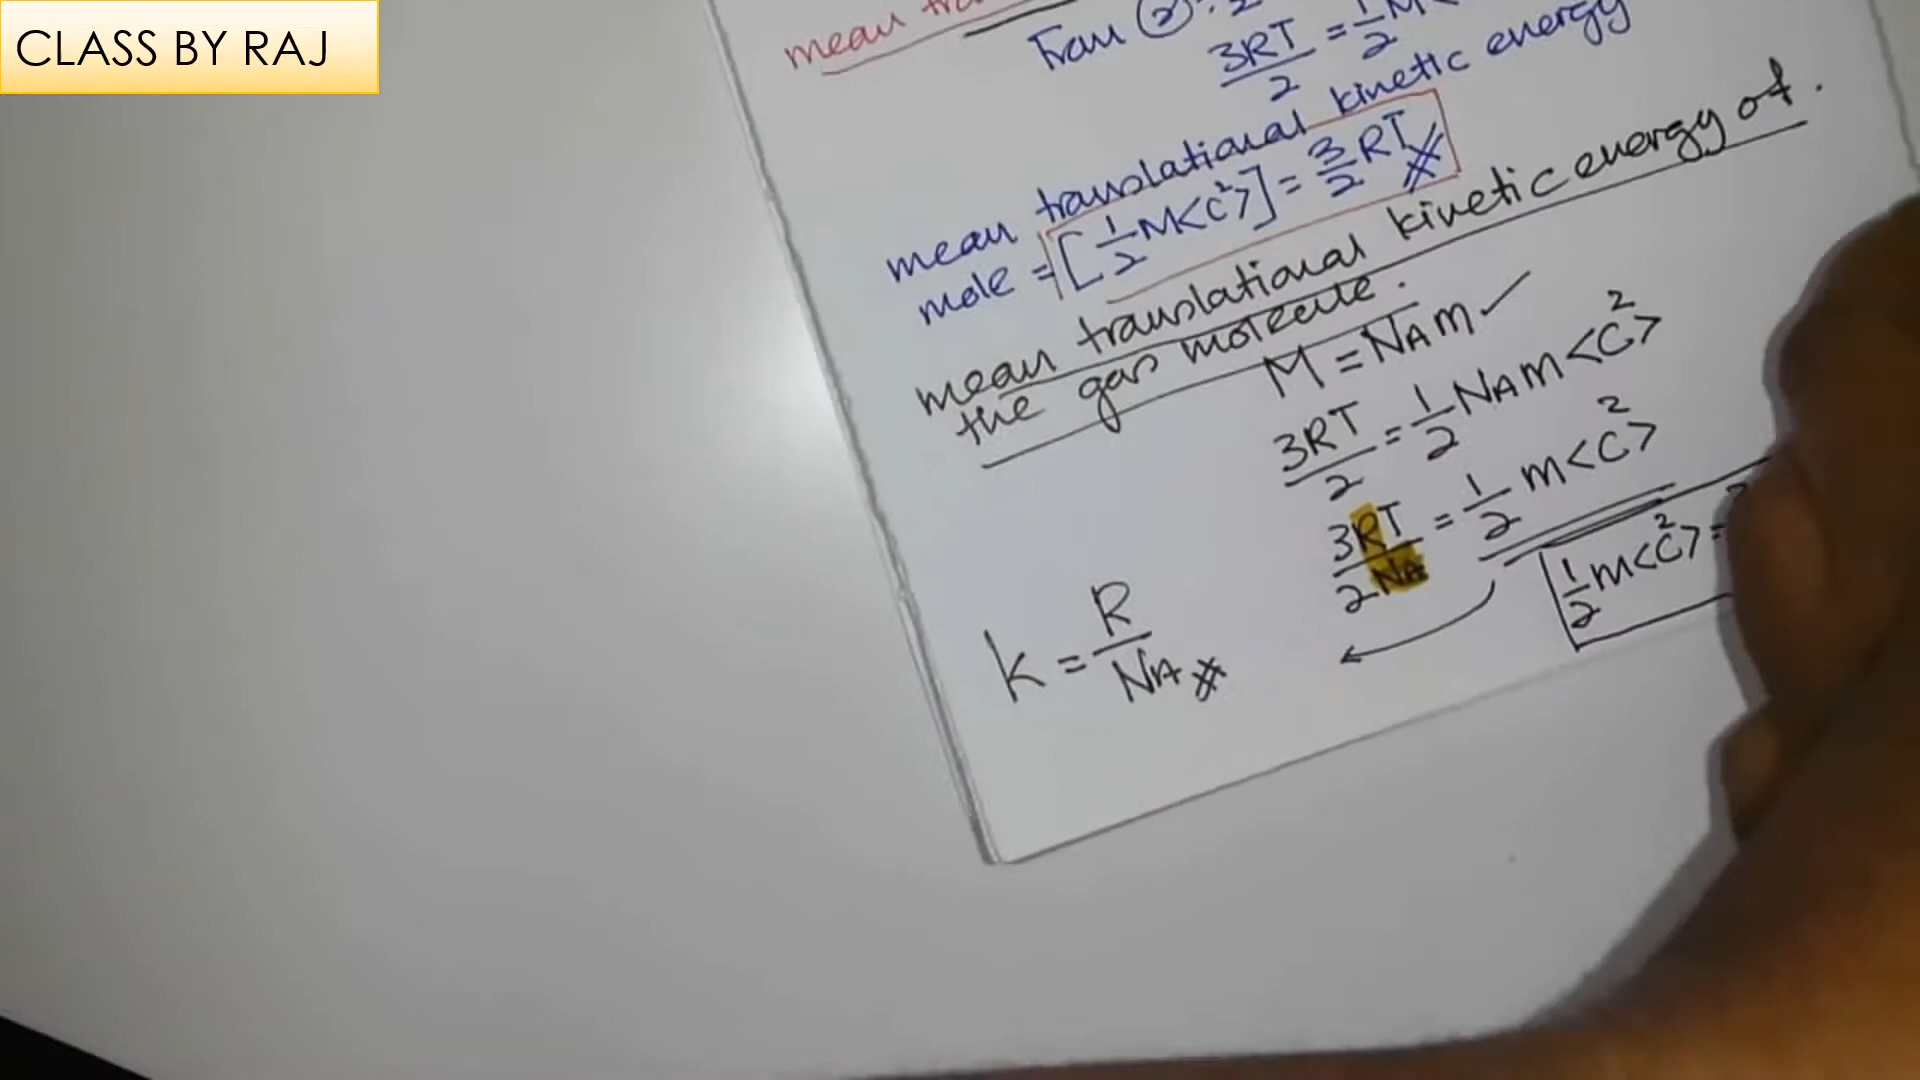 CLASS BY RAJ
mean
From ②:
3RT/2 = 1/2 M<
mean translational kinetic energy
mole = [1/2 M<C²>] = 3/2 RT
mean translational kinetic energy of.
the gas molecule.
M = NAm ✓
3RT/2 = 1/2 NAm<C²>
3RT/2NA = 1/2 m<C²>
1/2 m<C²> =
k = R/NA